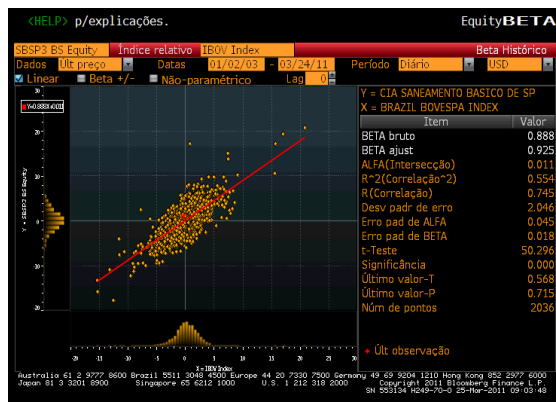 <HELP> p/explicações. EquityBETA
SBSP3 BS Equity Índice relativo IBOV Index Beta Histórico
Dados Últ preço Datas 01/02/03 - 03/24/11 Período Diário USD
Linear Beta +/- Não-paramétrico Lag 0
Y = CIA SANEAMENTO BASICO DE SP
X = BRAZIL BOVESPA INDEX
Item Valor
BETA bruto 0.888
BETA ajust 0.925
ALFA(Intersecção) 0.011
R^2(Correlação^2) 0.554
R(Correlação) 0.745
Desv padr de erro 2.046
Erro pad de ALFA 0.045
Erro pad de BETA 0.018
t-Teste 50.296
Significância 0.000
Último valor-T 0.568
Último valor-P 0.715
Núm de pontos 2036
Últ observação
Y = SBSP3 BS Equity
X = IBOV Index
Australia 61 2 9777 8600 Brazil 5511 3048 4500 Europe 44 20 7330 7500 Germany 49 69 9204 1210 Hong Kong 852 2977 6000
Japan 81 3 3201 8900 Singapore 65 6212 1000 U.S. 1 212 318 2000 Copyright 2011 Bloomberg Finance L.P.
SN 553134 H249-70-0 25-Mar-2011 09:03:48